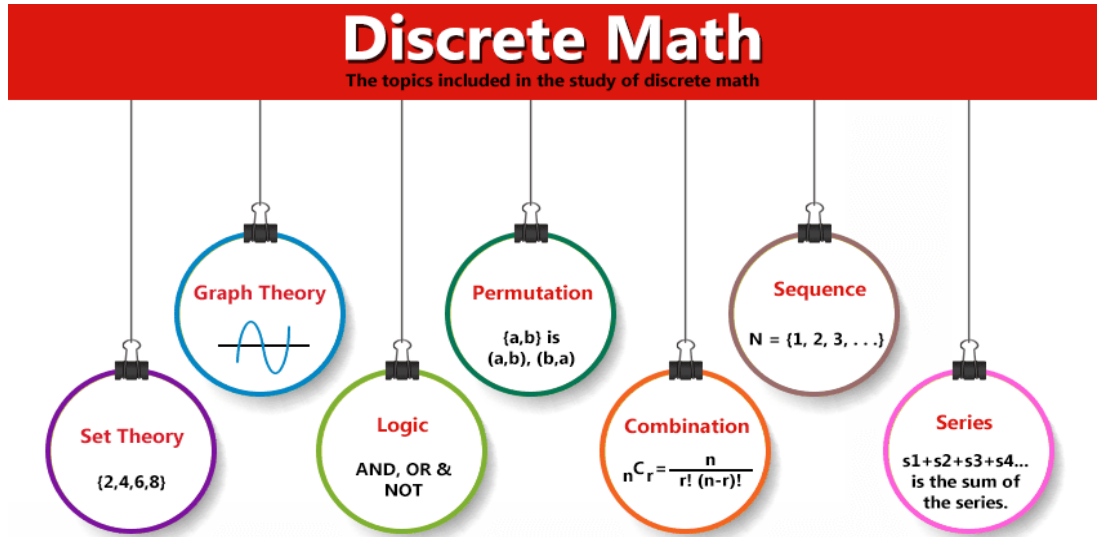 Discrete Math
The topics included in the study of discrete math
Graph Theory
Permutation
{a,b} is
(a,b), (b,a)
Sequence
N = {1, 2, 3, . . .}
Set Theory
{2,4,6,8}
Logic
AND, OR &
NOT
Combination
nCr = n
r! (n-r)!
Series
s1+s2+s3+s4...
is the sum of
the series.